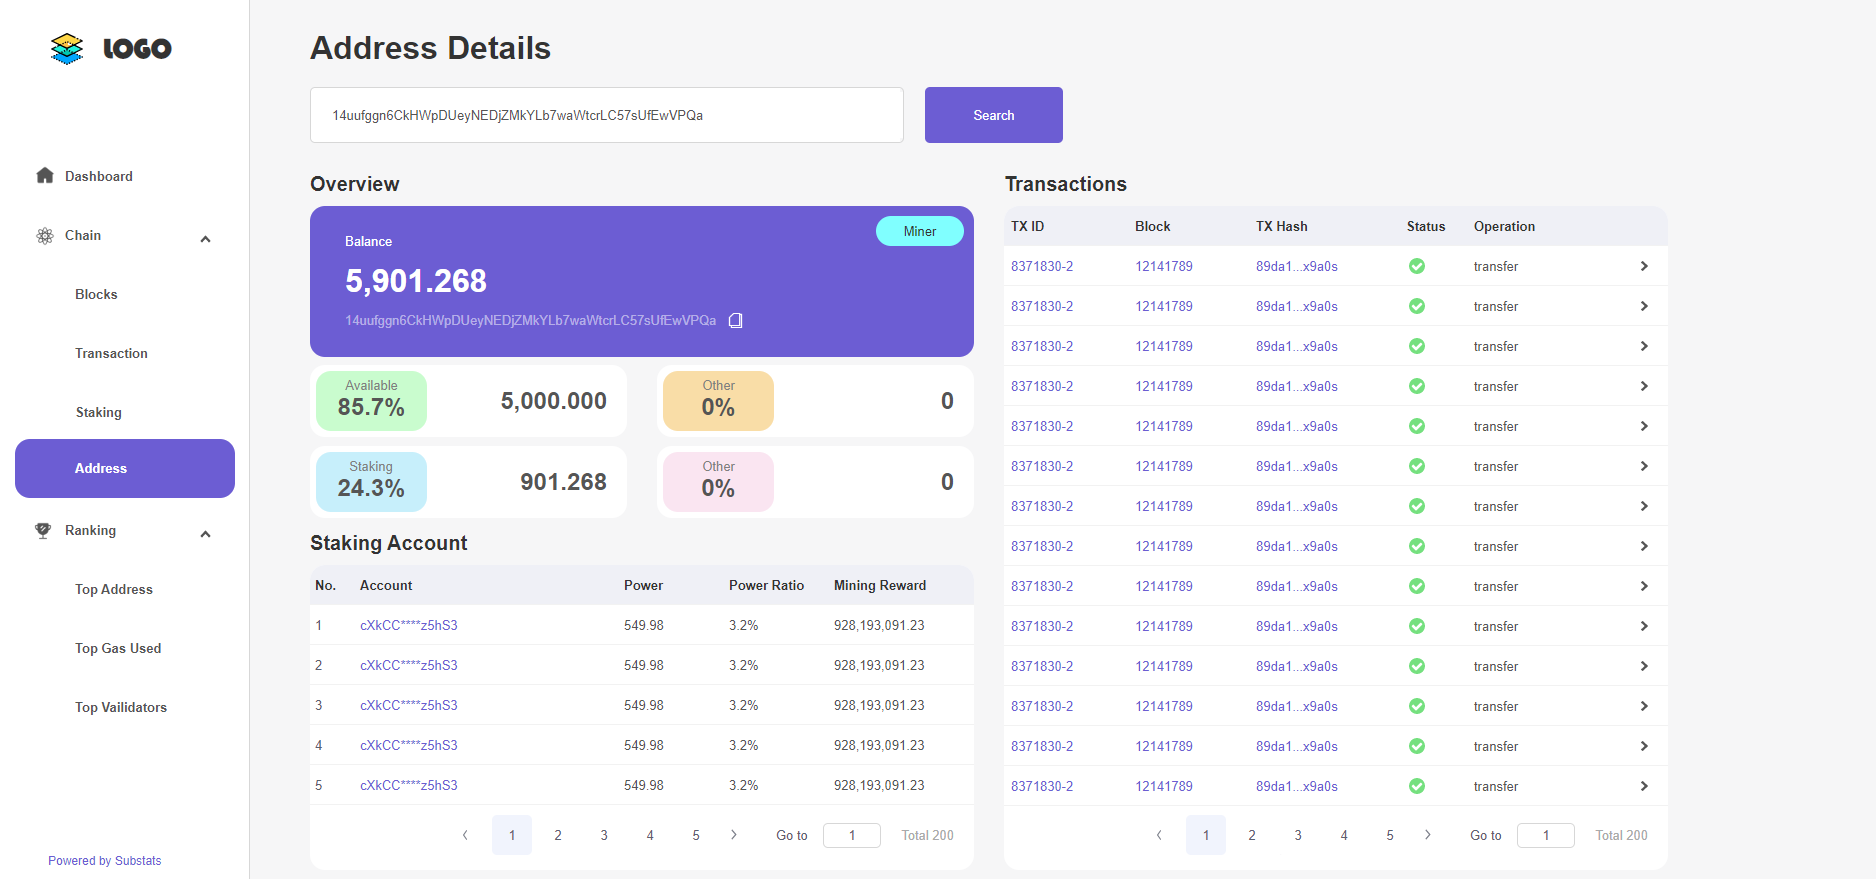 LOGO
Dashboard
Chain
Blocks
Transaction
Staking
Address
Ranking
Top Address
Top Gas Used
Top Vailidators
Powered by Substats
Address Details
14uufggn6CkHWpDUeyNEDjZMkYLb7waWtcrLC57sUfEwVPQa
Search
Overview
Miner
Balance
5,901.268
14uufggn6CkHWpDUeyNEDjZMkYLb7waWtcrLC57sUfEwVPQa
Available
85.7%
5,000.000
Other
0%
0
Staking
24.3%
901.268
Other
0%
0
Staking Account
No. Account Power Power Ratio Mining Reward
1 cXkCC****z5hS3 549.98 3.2% 928,193,091.23
2 cXkCC****z5hS3 549.98 3.2% 928,193,091.23
3 cXkCC****z5hS3 549.98 3.2% 928,193,091.23
4 cXkCC****z5hS3 549.98 3.2% 928,193,091.23
5 cXkCC****z5hS3 549.98 3.2% 928,193,091.23
1 2 3 4 5 Go to 1 Total 200
Transactions
TX ID Block TX Hash Status Operation
8371830-2 12141789 89da1...x9a0s transfer
8371830-2 12141789 89da1...x9a0s transfer
8371830-2 12141789 89da1...x9a0s transfer
8371830-2 12141789 89da1...x9a0s transfer
8371830-2 12141789 89da1...x9a0s transfer
8371830-2 12141789 89da1...x9a0s transfer
8371830-2 12141789 89da1...x9a0s transfer
8371830-2 12141789 89da1...x9a0s transfer
8371830-2 12141789 89da1...x9a0s transfer
8371830-2 12141789 89da1...x9a0s transfer
8371830-2 12141789 89da1...x9a0s transfer
8371830-2 12141789 89da1...x9a0s transfer
8371830-2 12141789 89da1...x9a0s transfer
8371830-2 12141789 89da1...x9a0s transfer
1 2 3 4 5 Go to 1 Total 200